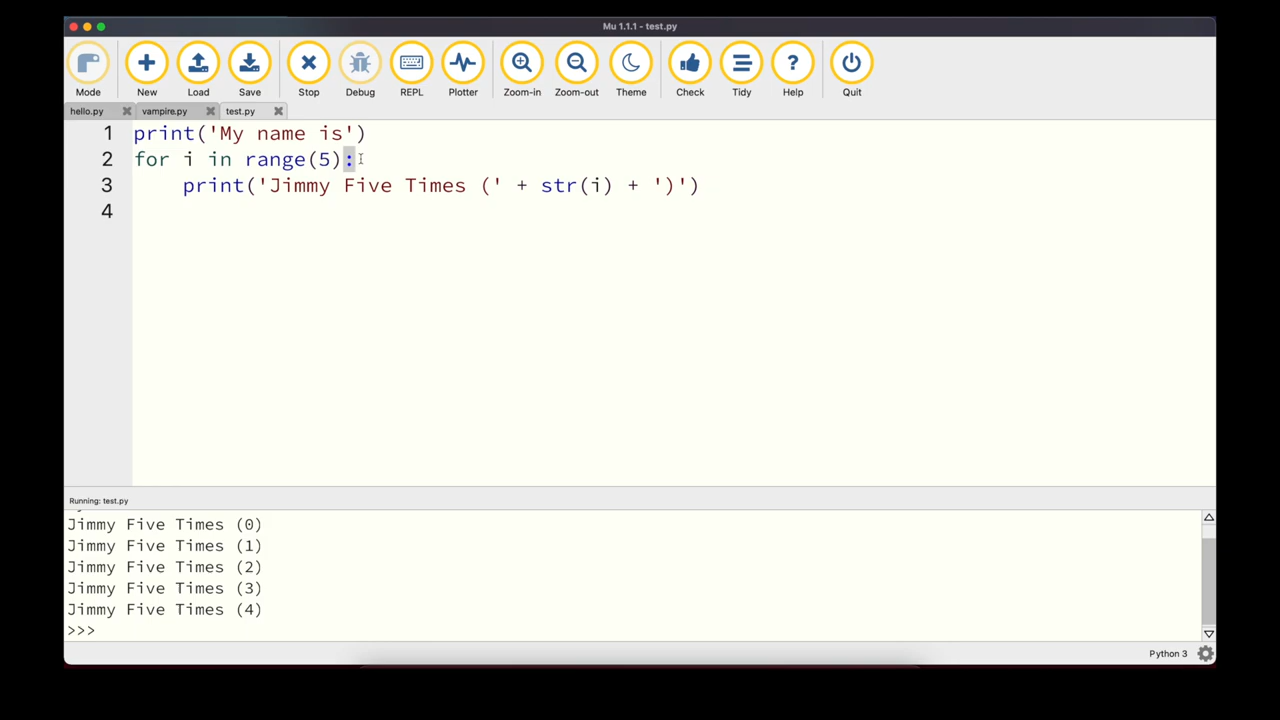 Mu 1.1.1 - test.py
Mode New Load Save Stop Debug REPL Plotter Zoom-in Zoom-out Theme Check Tidy Help Quit
hello.py vampire.py test.py
1 print('My name is')
2 for i in range(5):
3     print('Jimmy Five Times (' + str(i) + ')')
4
Running: test.py
Jimmy Five Times (0)
Jimmy Five Times (1)
Jimmy Five Times (2)
Jimmy Five Times (3)
Jimmy Five Times (4)
>>>
Python 3